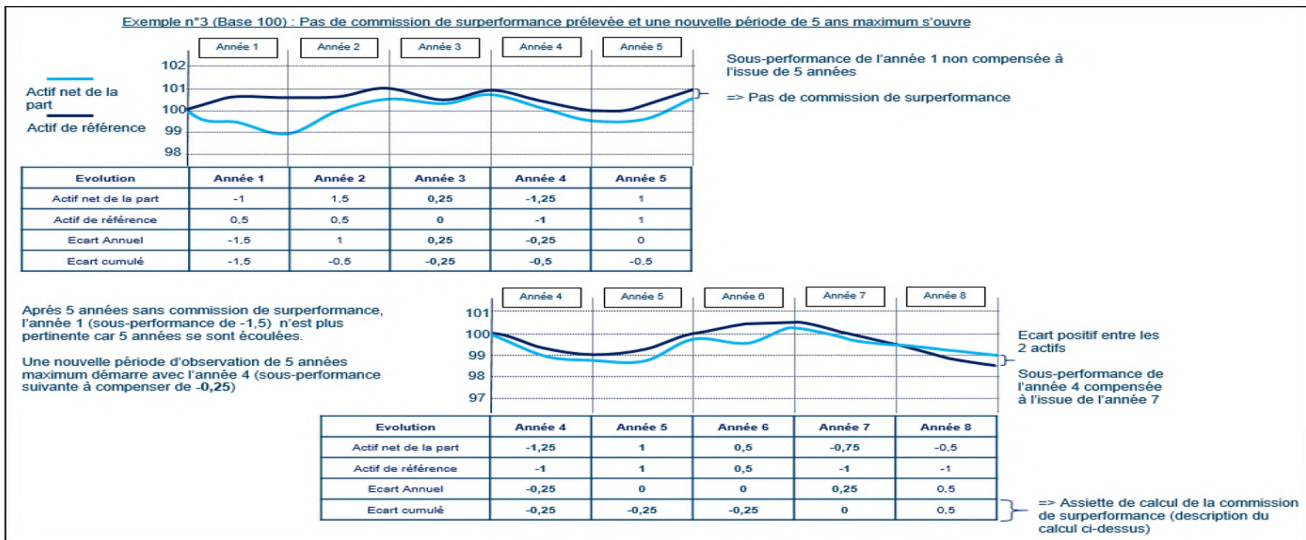 Exemple n°3 (Base 100) : Pas de commission de surperformance prélevée et une nouvelle période de 5 ans maximum s'ouvre
Année 1 Année 2 Année 3 Année 4 Année 5
102
101
100
99
98
Actif net de la
part
Actif de référence
Sous-performance de l'année 1 non compensée à
l'issue de 5 années
=> Pas de commission de surperformance
Evolution Année 1 Année 2 Année 3 Année 4 Année 5
Actif net de la part -1 1,5 0,25 -1,25 1
Actif de référence 0,5 0,5 0 -1 1
Ecart Annuel -1,5 1 0,25 -0,25 0
Ecart cumulé -1,5 -0,5 -0,25 -0,5 -0,5
Aprés 5 années sans commission de surperformance,
l'année 1 (sous-performance de -1,5) n'est plus
pertinente car 5 années se sont écoulées.
Une nouvelle période d'observation de 5 années
maximum démarre avec l'année 4 (sous-performance
suivante à compenser de -0,25)
Année 4 Année 5 Année 6 Année 7 Année 8
101
100
99
98
97
Ecart positif entre les
2 actifs
Sous-performance de
l'année 4 compensée
à l'issue de l'année 7
Evolution Année 4 Année 5 Année 6 Année 7 Année 8
Actif net de la part -1,25 1 0,5 -0,75 -0,5
Actif de référence -1 1 0,5 -1 -1
Ecart Annuel -0,25 0 0 0,25 0,5
Ecart cumulé -0,25 -0,25 -0,25 0 0,5
=> Assiette de calcul de la commission
de surperformance (description du
calcul ci-dessus)